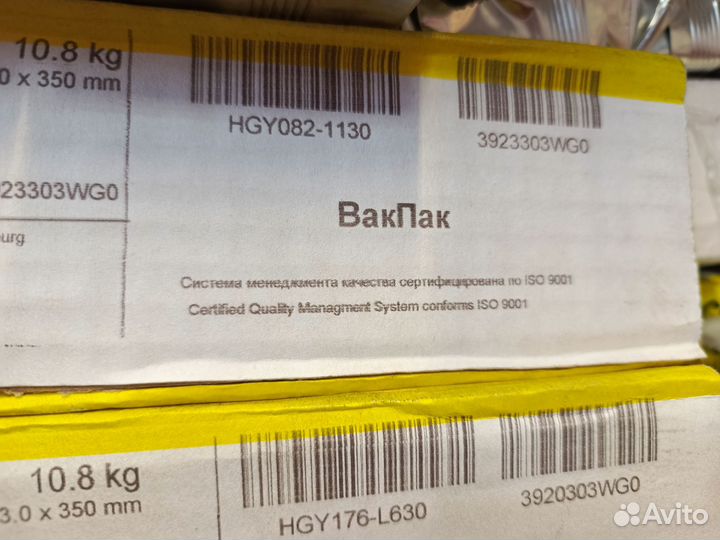 10.8 kg
0 x 350 mm
HGY082-1130
3923303WG0
23303WG0
urg
ВакПак
Система менеджмента качества сертифицирована по ISO 9001
Certified Quality Managment System conforms ISO 9001
10.8 kg
3.0 x 350 mm
HGY176-L630
3920303WG0
Avito